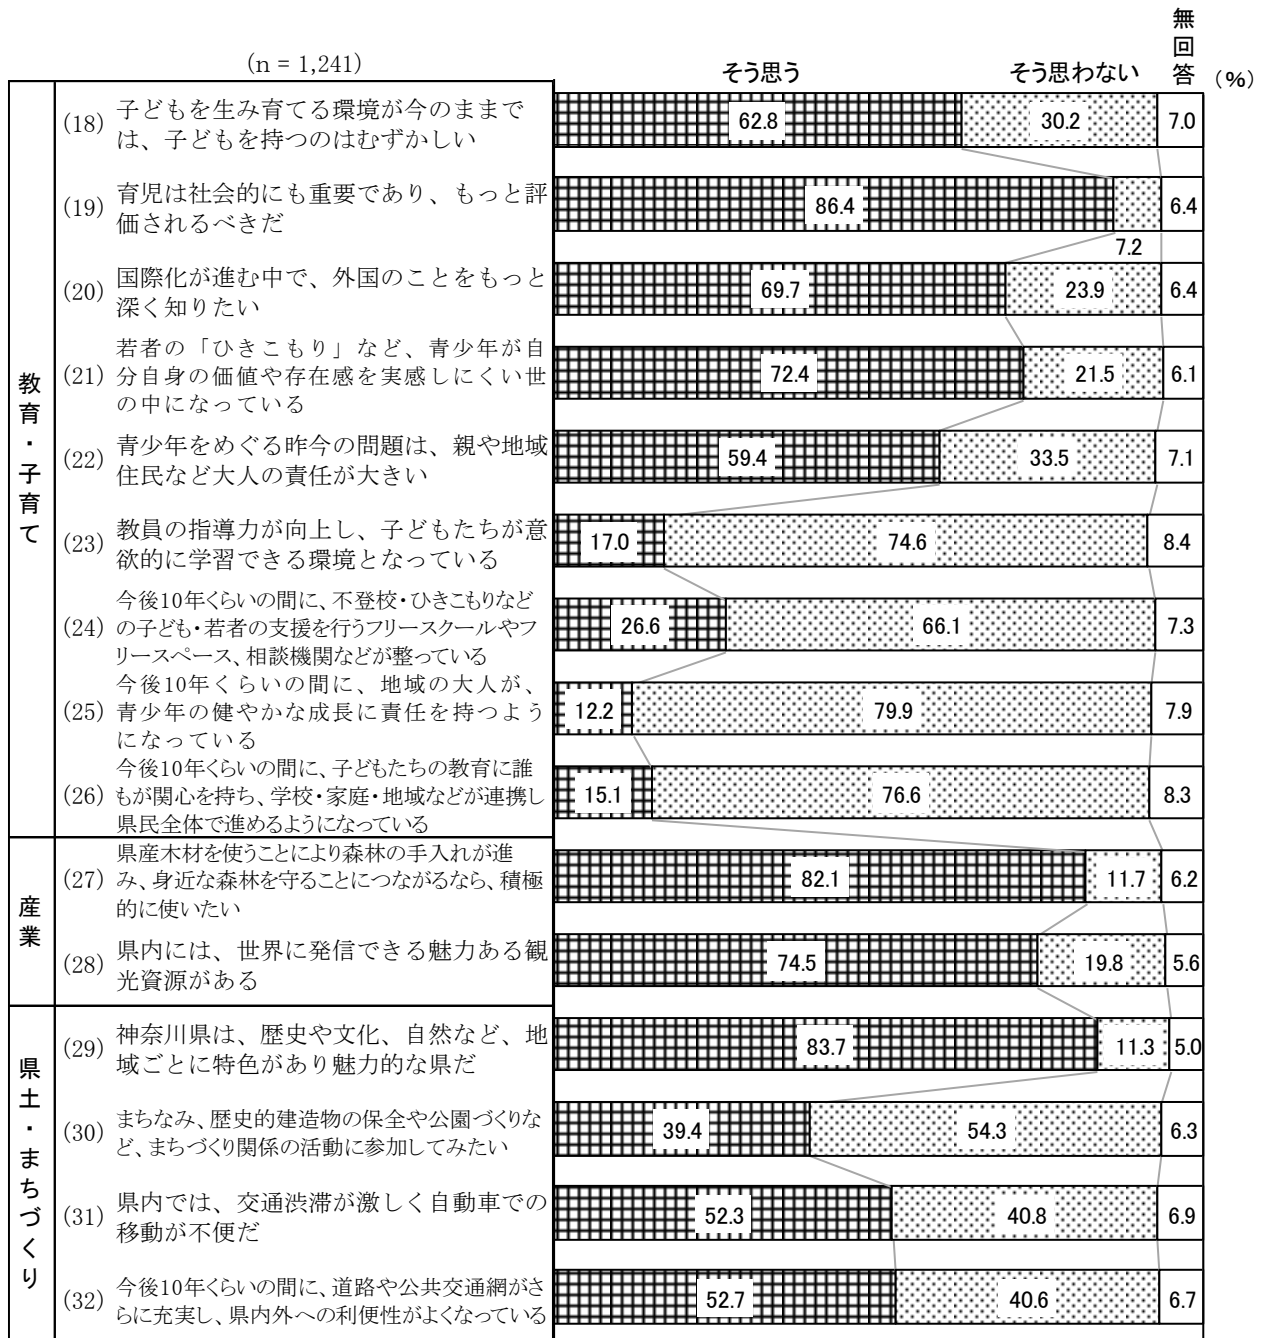 無回答
(n = 1,241)
そう思う
そう思わない
(%)
教育・子育て
(18)
子どもを生み育てる環境が今のままで
は、子どもを持つのはむずかしい
62.8
30.2
7.0
(19)
育児は社会的にも重要であり、もっと評
価されるべきだ
86.4
6.4
7.2
(20)
国際化が進む中で、外国のことをもっと
深く知りたい
69.7
23.9
6.4
(21)
若者の「ひきこもり」など、青少年が自
分自身の価値や存在感を実感しにくい世
の中になっている
72.4
21.5
6.1
(22)
青少年をめぐる昨今の問題は、親や地域
住民など大人の責任が大きい
59.4
33.5
7.1
(23)
教員の指導力が向上し、子どもたちが意
欲的に学習できる環境となっている
17.0
74.6
8.4
(24)
今後10年くらいの間に、不登校・ひきこもりなど
の子ども・若者の支援を行うフリースクールやフ
リースペース、相談機関などが整っている
26.6
66.1
7.3
(25)
今後10年くらいの間に、地域の大人が、
青少年の健やかな成長に責任を持つよう
になっている
12.2
79.9
7.9
(26)
今後10年くらいの間に、子どもたちの教育に誰
もが関心を持ち、学校・家庭・地域などが連携し
県民全体で進めるようになっている
15.1
76.6
8.3
産業
(27)
県産木材を使うことにより森林の手入れが進
み、身近な森林を守ることにつながるなら、積極
的に使いたい
82.1
11.7
6.2
(28)
県内には、世界に発信できる魅力ある観
光資源がある
74.5
19.8
5.6
県土・まちづくり
(29)
神奈川県は、歴史や文化、自然など、地
域ごとに特色があり魅力的な県だ
83.7
11.3
5.0
(30)
まちなみ、歴史的建造物の保全や公園づくりな
ど、まちづくり関係の活動に参加してみたい
39.4
54.3
6.3
(31)
県内では、交通渋滞が激しく自動車での
移動が不便だ
52.3
40.8
6.9
(32)
今後10年くらいの間に、道路や公共交通網がさ
らに充実し、県内外への利便性がよくなっている
52.7
40.6
6.7